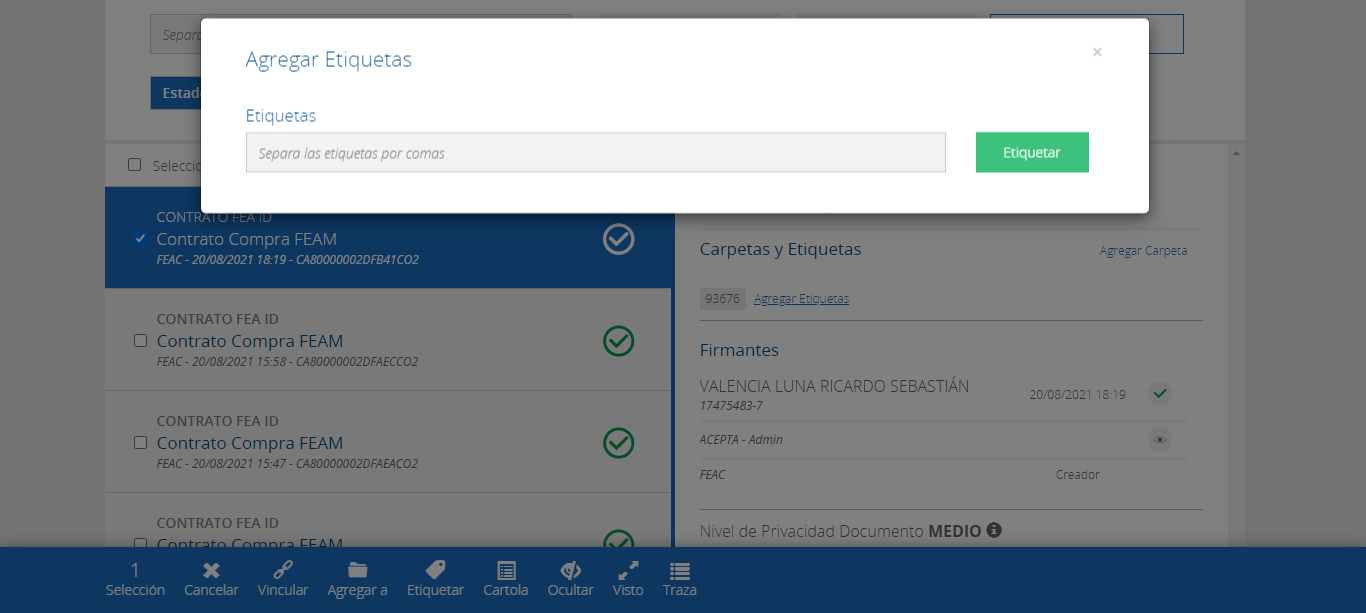 Separa
Agregar Etiquetas
×
Etiquetas
Separa las etiquetas por comas
Etiquetar
Estado
Selecció
CONTRATO FEA ID
Contrato Compra FEAM
FEAC - 20/08/2021 18:19 - CA80000002DFB41CO2
CONTRATO FEA ID
Contrato Compra FEAM
FEAC - 20/08/2021 15:58 - CA80000002DFAECCO2
CONTRATO FEA ID
Contrato Compra FEAM
FEAC - 20/08/2021 15:47 - CA80000002DFAEACO2
CONTRATO FEA ID
Contrato Compra FEAM
Carpetas y Etiquetas
Agregar Carpeta
93676 Agregar Etiquetas
Firmantes
VALENCIA LUNA RICARDO SEBASTIÁN
20/08/2021 18:19
17475483-7
ACEPTA - Admin
FEAC
Creador
Nivel de Privacidad Documento MEDIO
1
Selección Cancelar Vincular Agregar a Etiquetar Cartola Ocultar Visto Traza